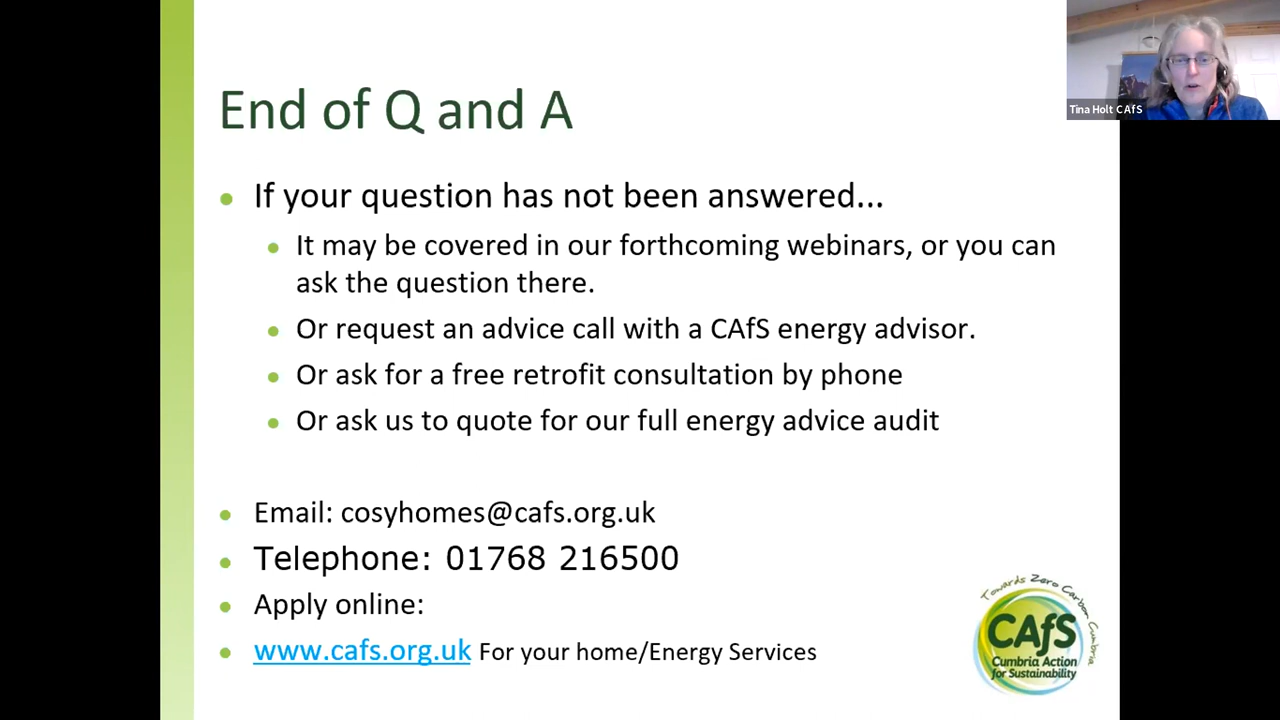 Tina Holt CAfS
End of Q and A
If your question has not been answered...
It may be covered in our forthcoming webinars, or you can
ask the question there.
Or request an advice call with a CAfS energy advisor.
Or ask for a free retrofit consultation by phone
Or ask us to quote for our full energy advice audit
Email: cosyhomes@cafs.org.uk
Telephone: 01768 216500
Apply online:
www.cafs.org.uk For your home/Energy Services
Towards Zero Carbon Cumbria
CAfS
Cumbria Action
for Sustainability